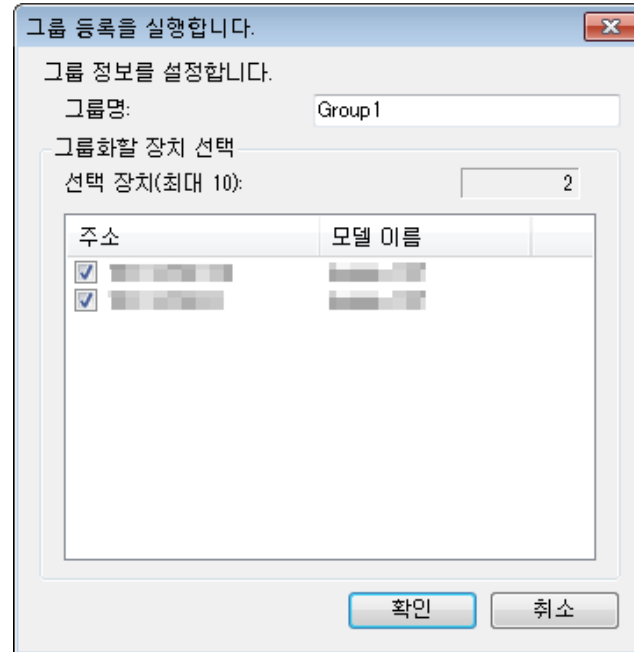 그룹 등록을 실행합니다.
그룹 정보를 설정합니다.
그룹명: Group1
그룹화할 장치 선택
선택 장치(최대 10): 2
주소 모델 이름
확인 취소